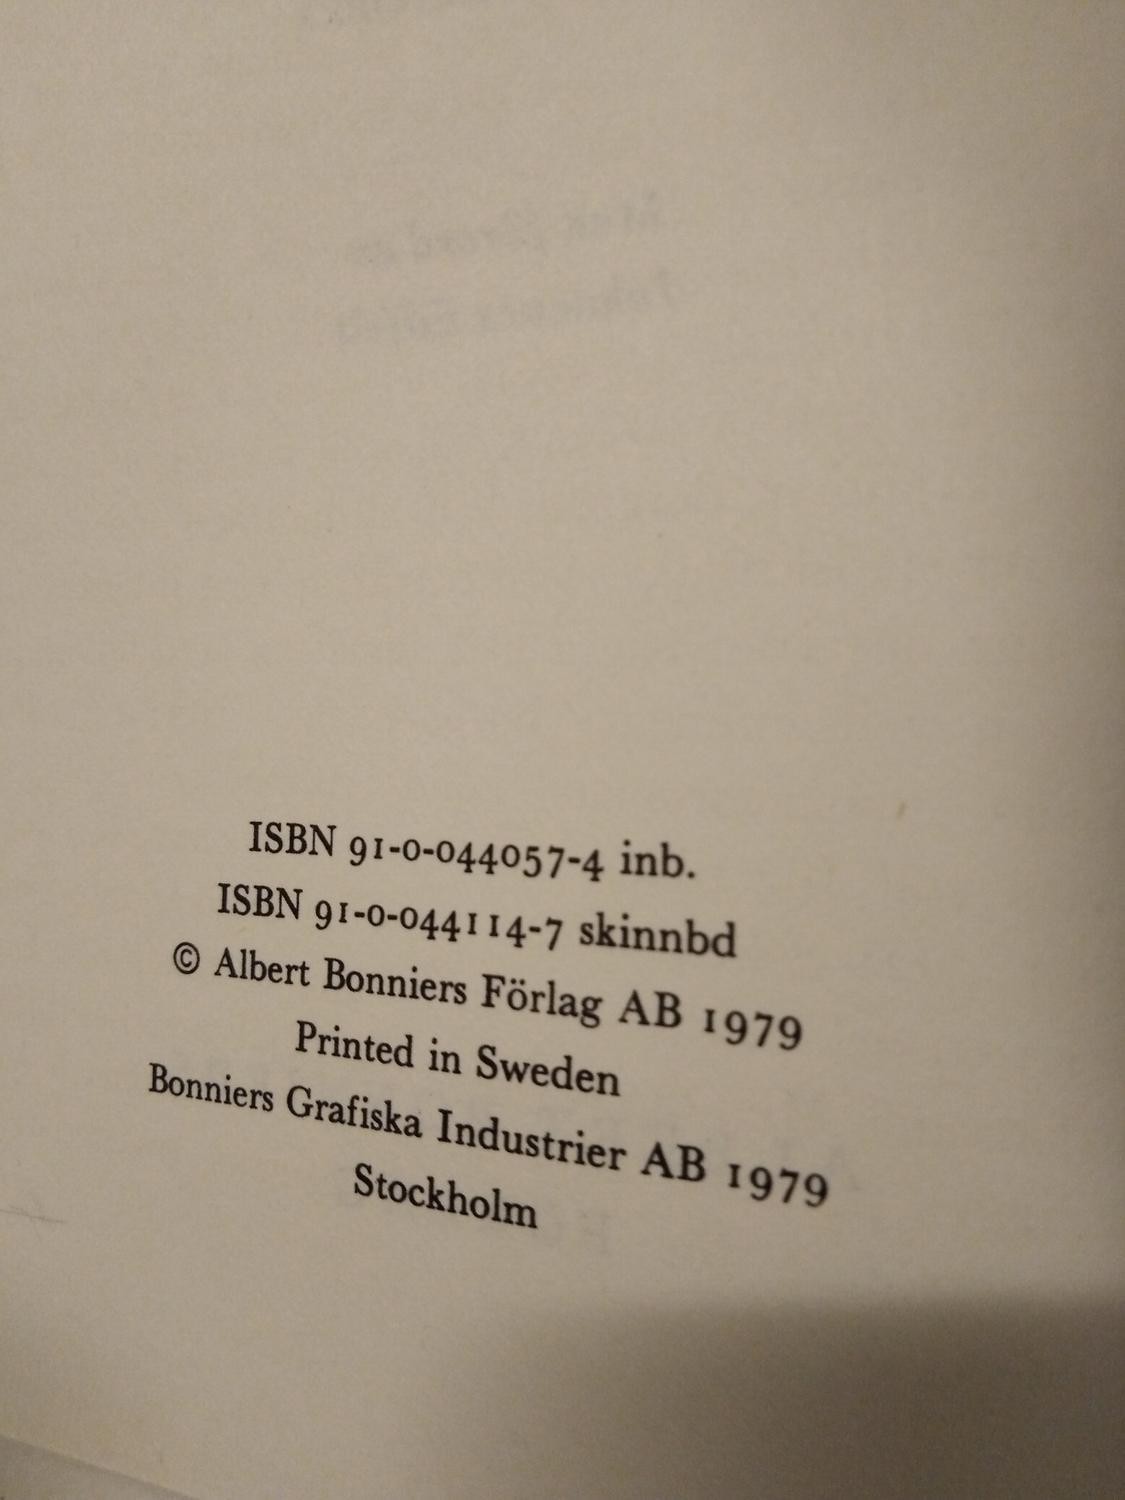 ISBN 91-0-044057-4 inb.
ISBN 91-0-044114-7 skinnbd
© Albert Bonniers Förlag AB 1979
Printed in Sweden
Bonniers Grafiska Industrier AB 1979
Stockholm